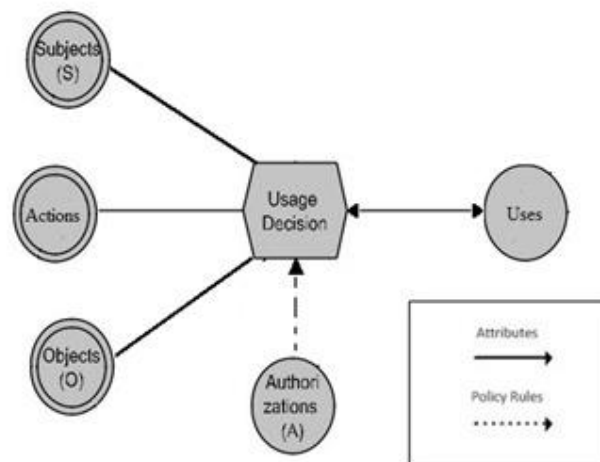 Subjects
(S)
Actions
Usage
Decision
Uses
Objects
(O)
Authori
zations
(A)
Attributes
Policy Rules